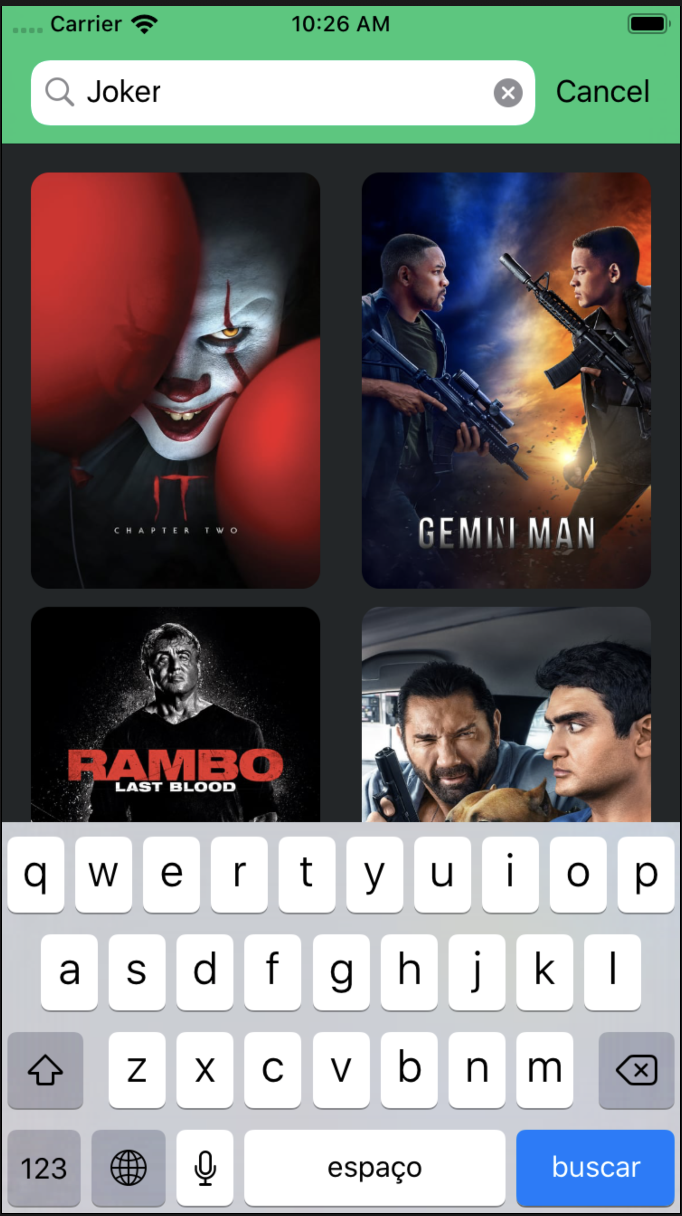 Carrier 10:26 AM
Joker Cancel
IT
CHAPTER TWO
GEMINI MAN
RAMBO
LAST BLOOD
q w e r t y u i o p
a s d f g h j k l
z x c v b n m
123 espaço buscar